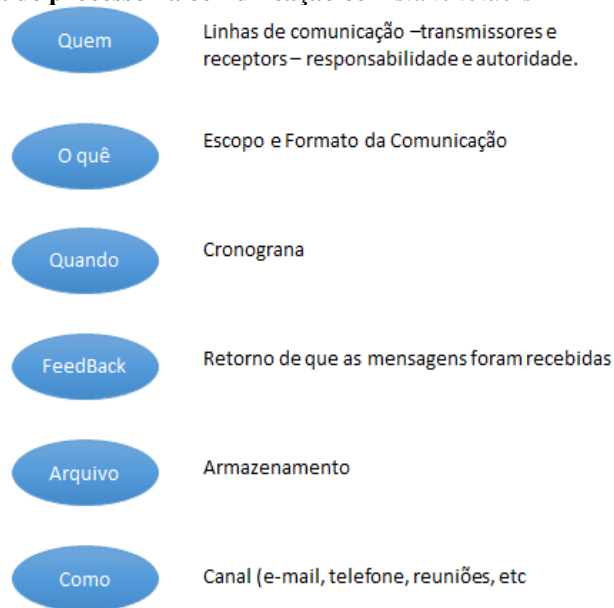 Quem
Linhas de comunicação –transmissores e
receptors – responsabilidade e autoridade.
O quê
Escopo e Formato da Comunicação
Quando
Cronograna
FeedBack
Retorno de que as mensagens foram recebidas
Arquivo
Armazenamento
Como
Canal (e-mail, telefone, reuniões, etc